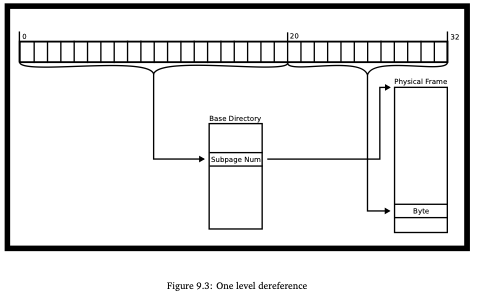 0
20
32
Physical Frame
Base Directory
Subpage Num
Byte
Figure 9.3: One level dereference